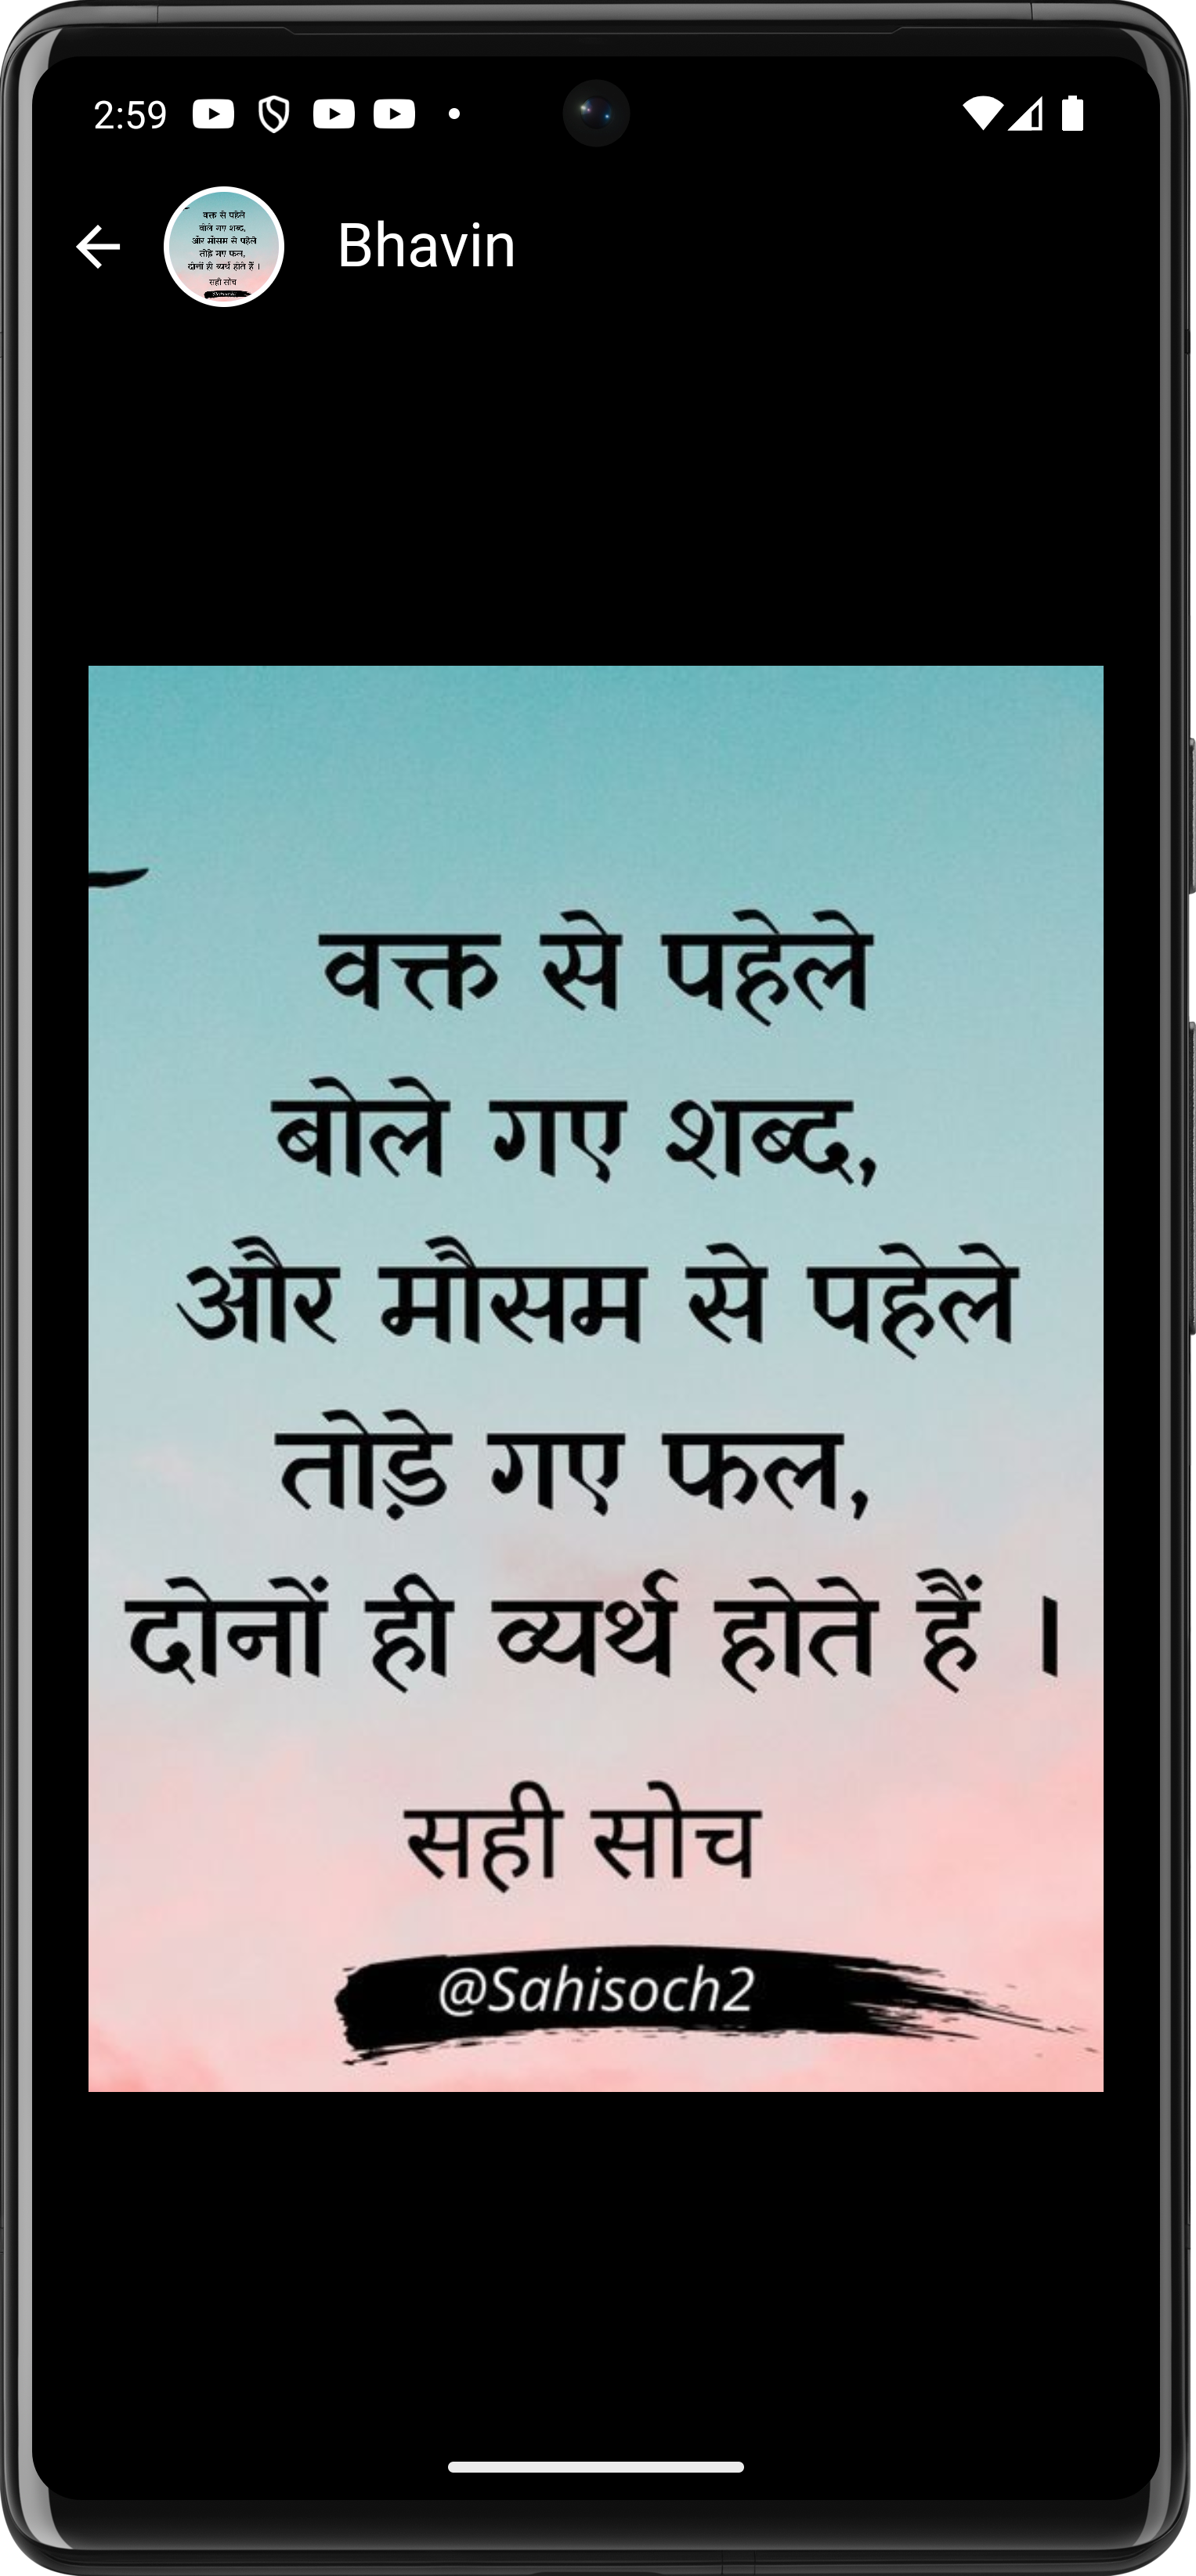 2:59
Bhavin
वक्त से पहेले
बोले गए शब्द,
और मौसम से पहेले
तोड़े गए फल,
दोनों ही व्यर्थ होते हैं ।
सही सोच
@Sahisoch2